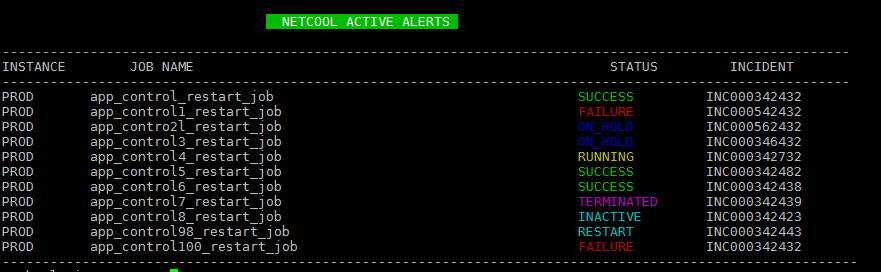 NETCOOL ACTIVE ALERTS
INSTANCE JOB NAME STATUS INCIDENT
PROD app_control_restart_job SUCCESS INC000342432
PROD app_control1_restart_job FAILURE INC000542432
PROD app_control2l_restart_job ON_HOLD INC000562432
PROD app_control3_restart_job ON_HOLD INC000346432
PROD app_control4_restart_job RUNNING INC000342732
PROD app_control5_restart_job SUCCESS INC000342482
PROD app_control6_restart_job SUCCESS INC000342438
PROD app_control7_restart_job TERMINATED INC000342439
PROD app_control8_restart_job INACTIVE INC000342423
PROD app_control98_restart_job RESTART INC000342443
PROD app_control100_restart_job FAILURE INC000342432